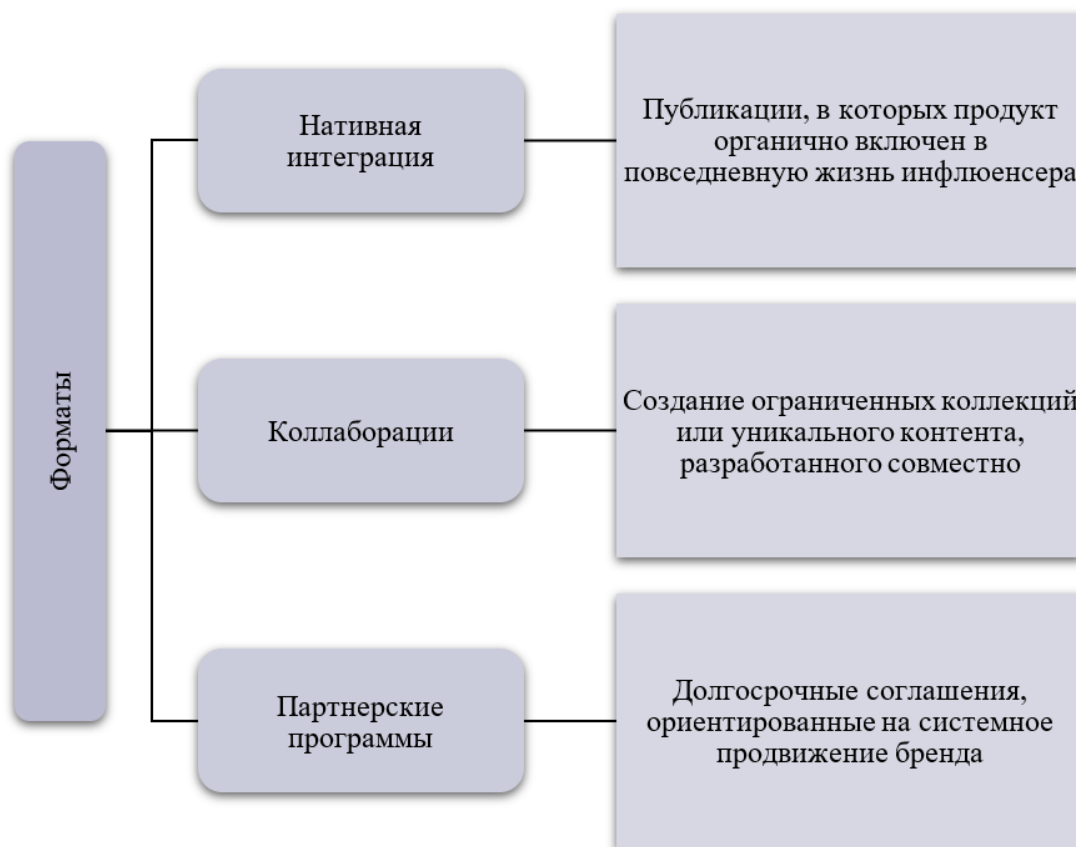 Форматы
Нативная
интеграция
Публикации, в которых продукт
органично включен в
повседневную жизнь инфлюенсера
Коллаборации
Создание ограниченных коллекций
или уникального контента,
разработанного совместно
Партнерские
программы
Долгосрочные соглашения,
ориентированные на системное
продвижение бренда